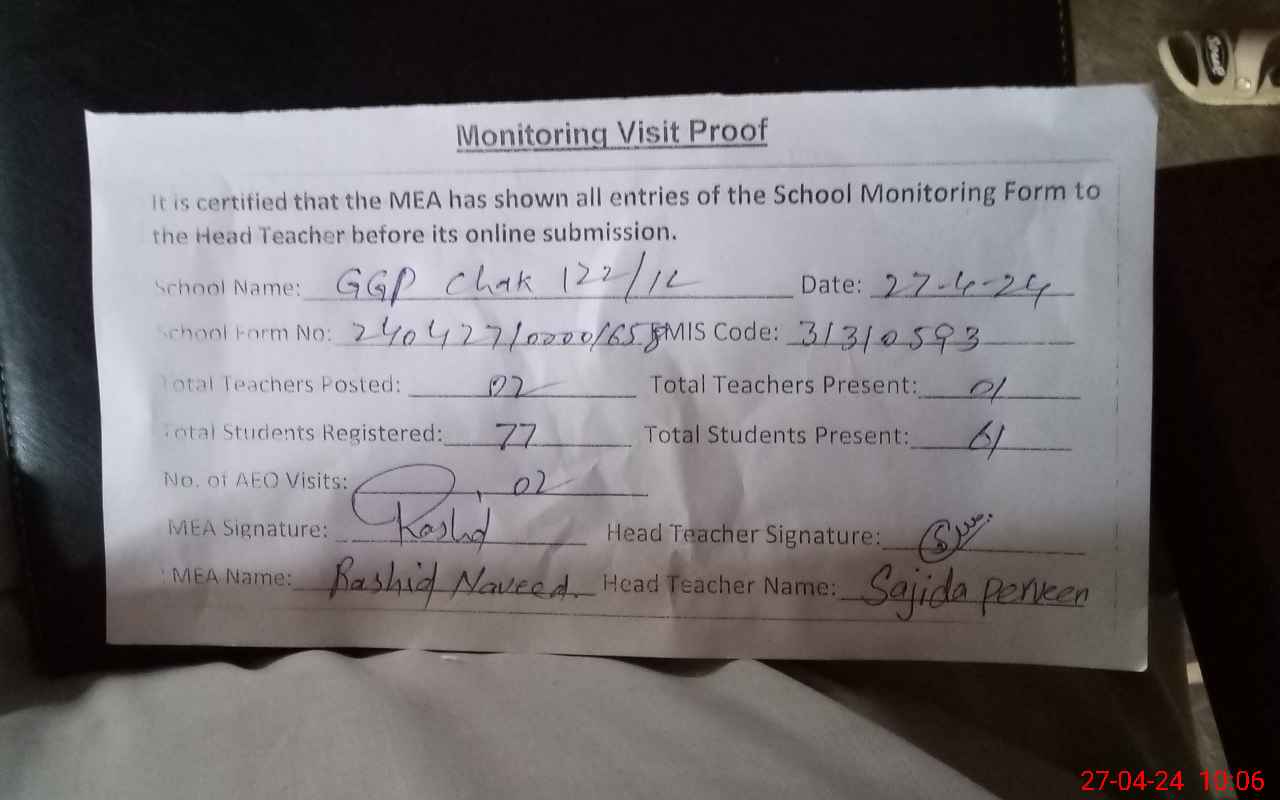 Monitoring Visit Proof
It is certified that the MEA has shown all entries of the School Monitoring Form to
the Head Teacher before its online submission.
School Name: GGP Chak 122/1L Date: 27-4-24
School Form No: 240427/0000/658 EMIS Code: 31310593
Total Teachers Posted: 02 Total Teachers Present: 01
Total Students Registered: 77 Total Students Present: 61
No. of AEO Visits: 02
MEA Signature: Rashid Head Teacher Signature:
MEA Name: Rashid Naveed. Head Teacher Name: Sajida Perveen
27-04-24 10:06